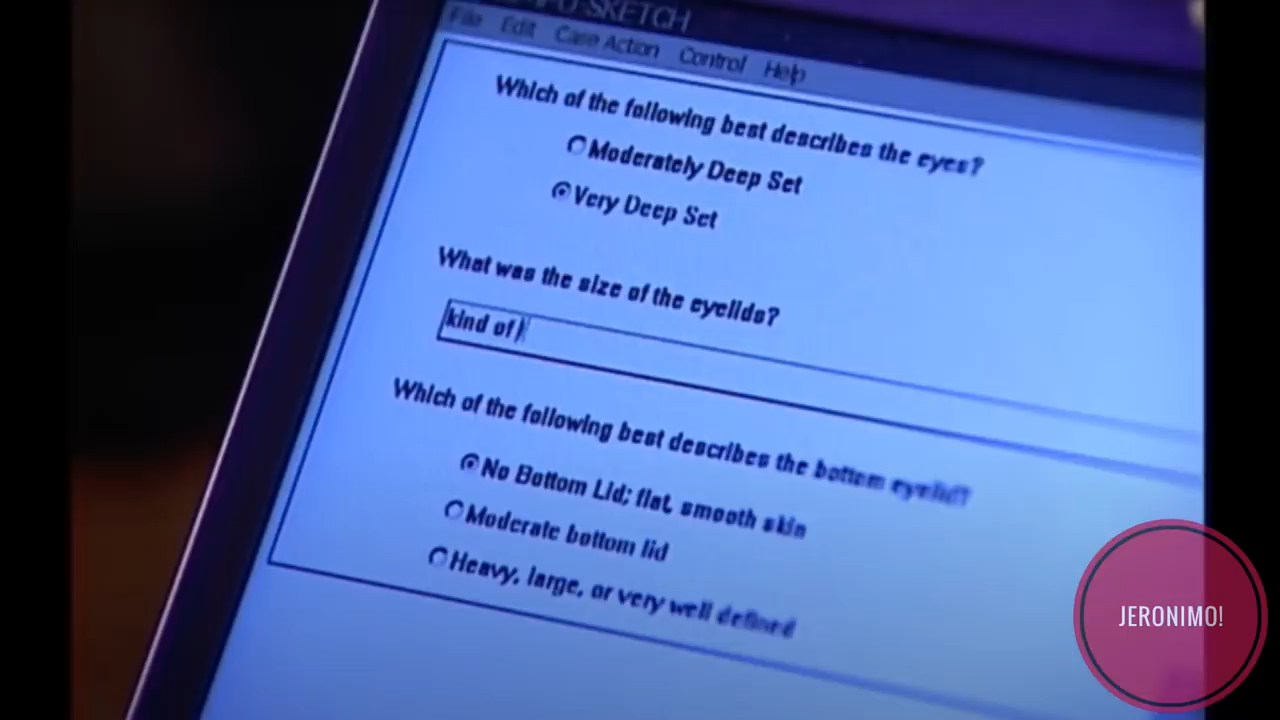 SKETCH
File Edit Case Action Control Help
Which of the following best describes the eyes?
Moderately Deep Set
Very Deep Set
What was the size of the eyelids?
kind of
Which of the following best describes the bottom eyelid?
No Bottom Lid; flat, smooth skin
Moderate bottom lid
Heavy, large, or very well defined
JERONIMO!